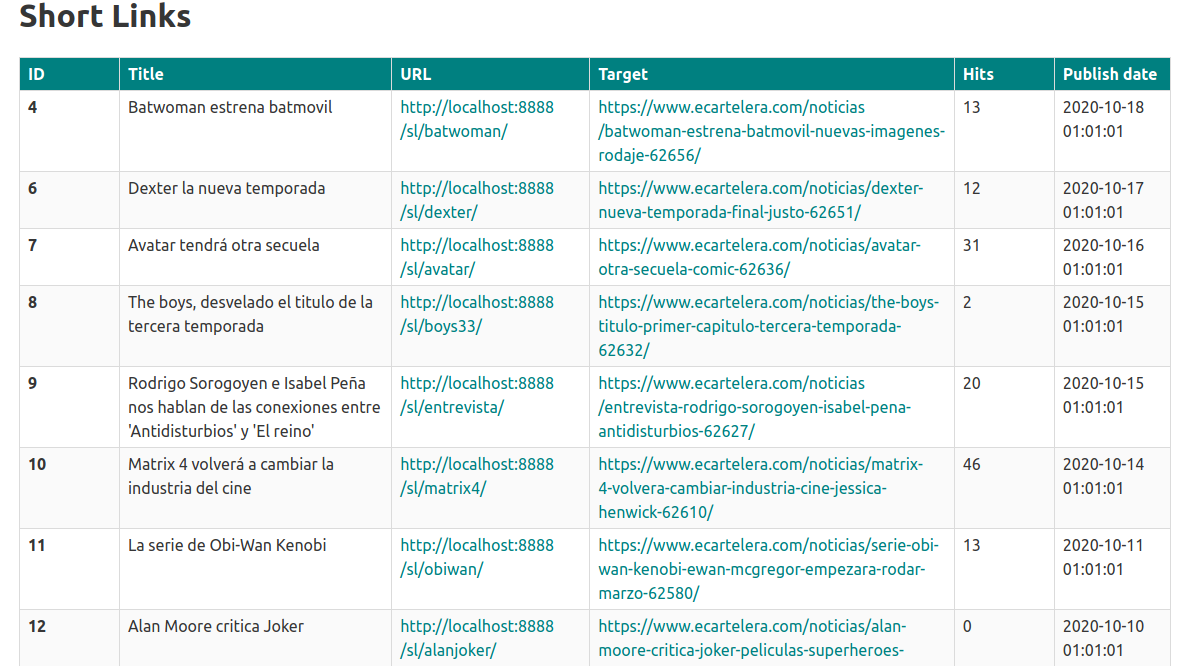 Short Links
ID Title URL Target Hits Publish date
4 Batwoman estrena batmovil http://localhost:8888 https://www.ecartelera.com/noticias 13 2020-10-18
/sl/batwoman/ /batwoman-estrena-batmovil-nuevas-imagenes- 01:01:01
rodaje-62656/
6 Dexter la nueva temporada http://localhost:8888 https://www.ecartelera.com/noticias/dexter- 12 2020-10-17
/sl/dexter/ nueva-temporada-final-justo-62651/ 01:01:01
7 Avatar tendrá otra secuela http://localhost:8888 https://www.ecartelera.com/noticias/avatar- 31 2020-10-16
/sl/avatar/ otra-secuela-comic-62636/ 01:01:01
8 The boys, desvelado el titulo de la http://localhost:8888 https://www.ecartelera.com/noticias/the-boys- 2 2020-10-15
tercera temporada /sl/boys33/ titulo-primer-capitulo-tercera-temporada- 01:01:01
62632/
9 Rodrigo Sorogoyen e Isabel Peña http://localhost:8888 https://www.ecartelera.com/noticias 20 2020-10-15
nos hablan de las conexiones entre /sl/entrevista/ /entrevista-rodrigo-sorogoyen-isabel-pena- 01:01:01
'Antidisturbios' y 'El reino' antidisturbios-62627/
10 Matrix 4 volverá a cambiar la http://localhost:8888 https://www.ecartelera.com/noticias/matrix- 46 2020-10-14
industria del cine /sl/matrix4/ 4-volvera-cambiar-industria-cine-jessica- 01:01:01
henwick-62610/
11 La serie de Obi-Wan Kenobi http://localhost:8888 https://www.ecartelera.com/noticias/serie-obi- 13 2020-10-11
/sl/obiwan/ wan-kenobi-ewan-mcgregor-empezara-rodar- 01:01:01
marzo-62580/
12 Alan Moore critica Joker http://localhost:8888 https://www.ecartelera.com/noticias/alan- 0 2020-10-10
/sl/alanjoker/ moore-critica-joker-peliculas-superheroes- 01:01:01